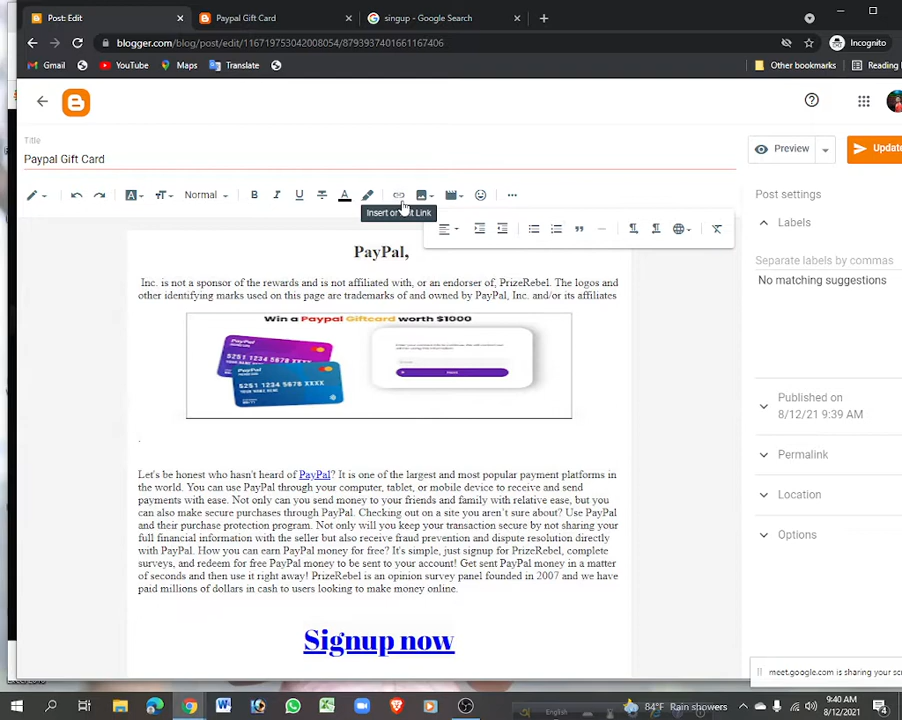 Post: Edit
Paypal Gift Card
singup - Google Search
blogger.com/blog/post/edit/116719753042008054/8793937401661167406
Incognito
Gmail
YouTube
Maps
Translate
Other bookmarks
Reading
Title
Paypal Gift Card
Preview
Update
Normal
Insert or
t Link
Post settings
Labels
Separate labels by commas
No matching suggestions
Published on
8/12/21 9:39 AM
Permalink
Location
Options
PayPal,
Inc. is not a sponsor of the rewards and is not affiliated with, or an endorser of, PrizeRebel. The logos and
other identifying marks used on this page are trademarks of and owned by PayPal, Inc. and/or its affiliates
Win a Paypal Giftcard worth $1000
PayPal
5251 1234 5678 XXXX
PayPal
5251 1234 5678 XXXX
.
Let's be honest who hasn't heard of PayPal? It is one of the largest and most popular payment platforms in
the world. You can use PayPal through your computer, tablet, or mobile device to receive and send
payments with ease. Not only can you send money to your friends and family with relative ease, but you
can also make secure purchases through PayPal. Checking out on a site you aren't sure about? Use PayPal
and their purchase protection program. Not only will you keep your transaction secure by not sharing your
full financial information with the seller but also receive fraud prevention and dispute resolution directly
with PayPal. How you can earn PayPal money for free? It's simple, just signup for PrizeRebel, complete
surveys, and redeem for free PayPal money to be sent to your account! Get sent PayPal money in a matter
of seconds and then use it right away! PrizeRebel is an opinion survey panel founded in 2007 and we have
paid millions of dollars in cash to users looking to make money online.
Signup now
meet.google.com is sharing your scr
English
84°F Rain showers
9:40 AM
8/12/2021